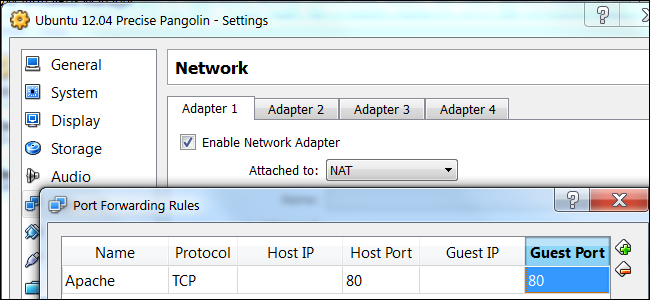 Ubuntu 12.04 Precise Pangolin - Settings
General
System
Display
Storage
Audio
Network
Adapter 1 Adapter 2 Adapter 3 Adapter 4
Enable Network Adapter
Attached to: NAT
Port Forwarding Rules
Name Protocol Host IP Host Port Guest IP Guest Port
Apache TCP 80 80